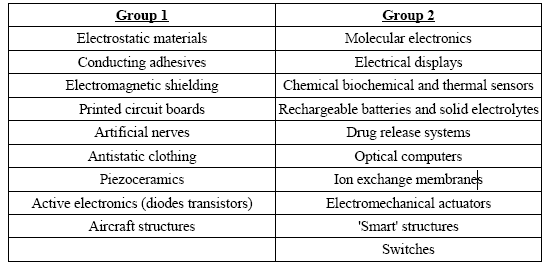 Group 1 Group 2
Electrostatic materials Molecular electronics
Conducting adhesives Electrical displays
Electromagnetic shielding Chemical biochemical and thermal sensors
Printed circuit boards Rechargeable batteries and solid electrolytes
Artificial nerves Drug release systems
Antistatic clothing Optical computers
Piezoceramics Ion exchange membranes
Active electronics (diodes transistors) Electromechanical actuators
Aircraft structures 'Smart' structures
Switches